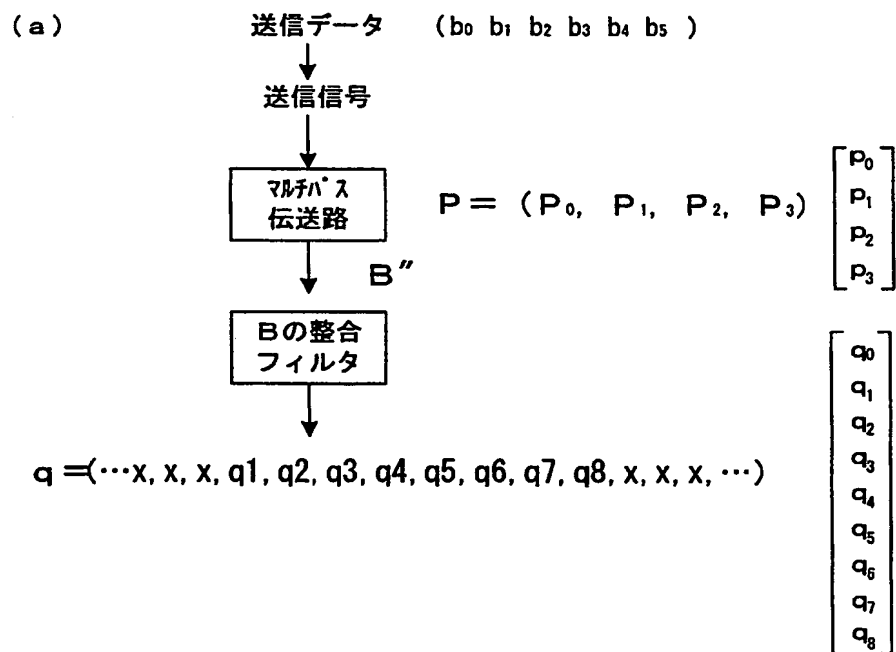 (a) 送信データ (b₀ b₁ b₂ b₃ b₄ b₅ )
送信信号
マルチパス
伝送路
P = (P₀, P₁, P₂, P₃)
p₀
p₁
p₂
p₃
B″
Bの整合
フィルタ
q=(…x, x, x, q1, q2, q3, q4, q5, q6, q7, q8, x, x, x, …)
q₀
q₁
q₂
q₃
q₄
q₅
q₆
q₇
q₈